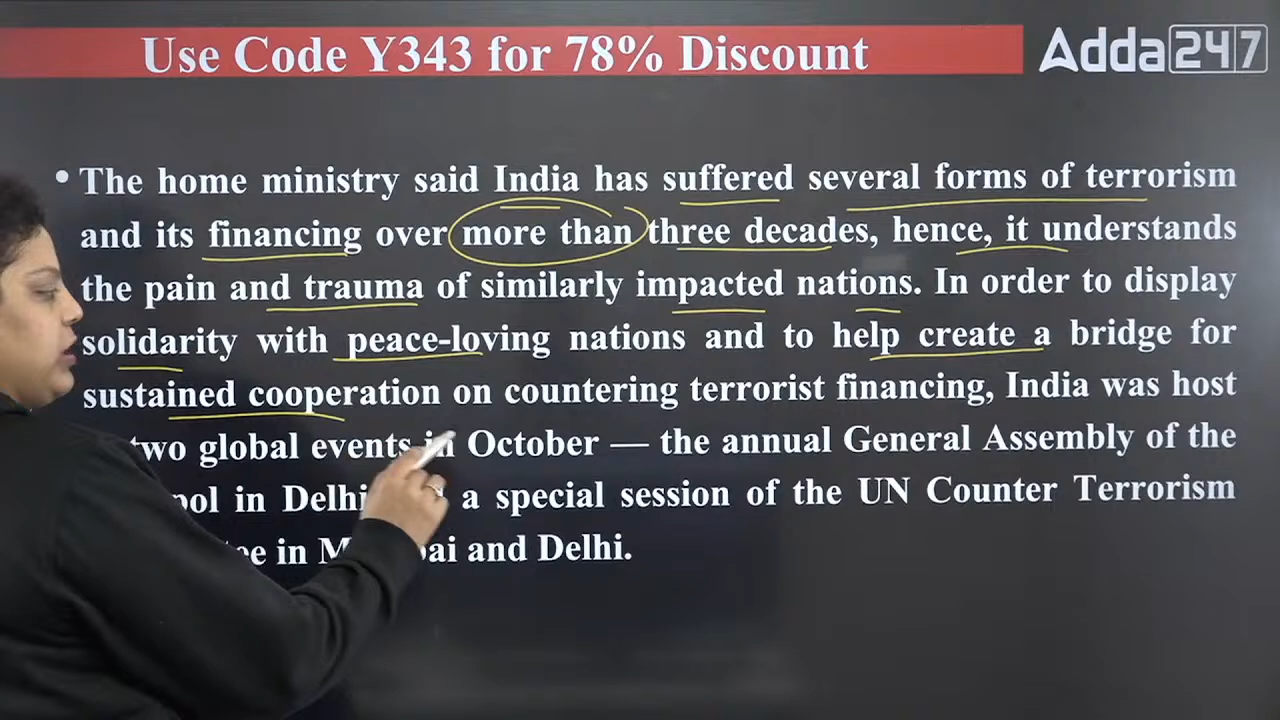 Use Code Y343 for 78% Discount
Adda247
• The home ministry said India has suffered several forms of terrorism
and its financing over more than three decades, hence, it understands
the pain and trauma of similarly impacted nations. In order to display
solidarity with peace-loving nations and to help create a bridge for
sustained cooperation on countering terrorist financing, India was host
two global events in October — the annual General Assembly of the
in Delhi a special session of the UN Counter Terrorism
in and Delhi.